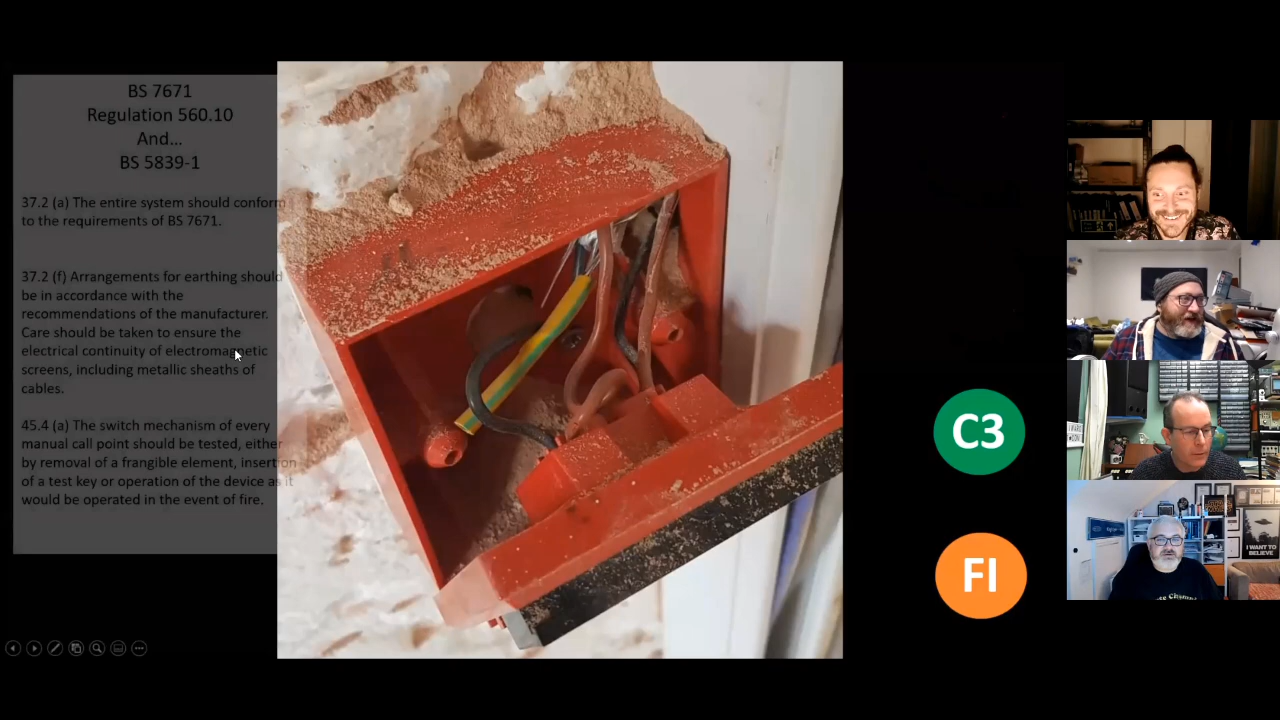 BS 7671
Regulation 560.10
And...
BS 5839-1
37.2 (a) The entire system should conform
to the requirements of BS 7671.
37.2 (f) Arrangements for earthing should
be in accordance with the
recommendations of the manufacturer.
Care should be taken to ensure the
electrical continuity of electromagnetic
screens, including metallic sheaths of
cables.
45.4 (a) The switch mechanism of every
manual call point should be tested, either
by removal of a frangible element, insertion
of a test key or operation of the device as it
would be operated in the event of fire.
C3
FI
I WANT TO
BELIEVE